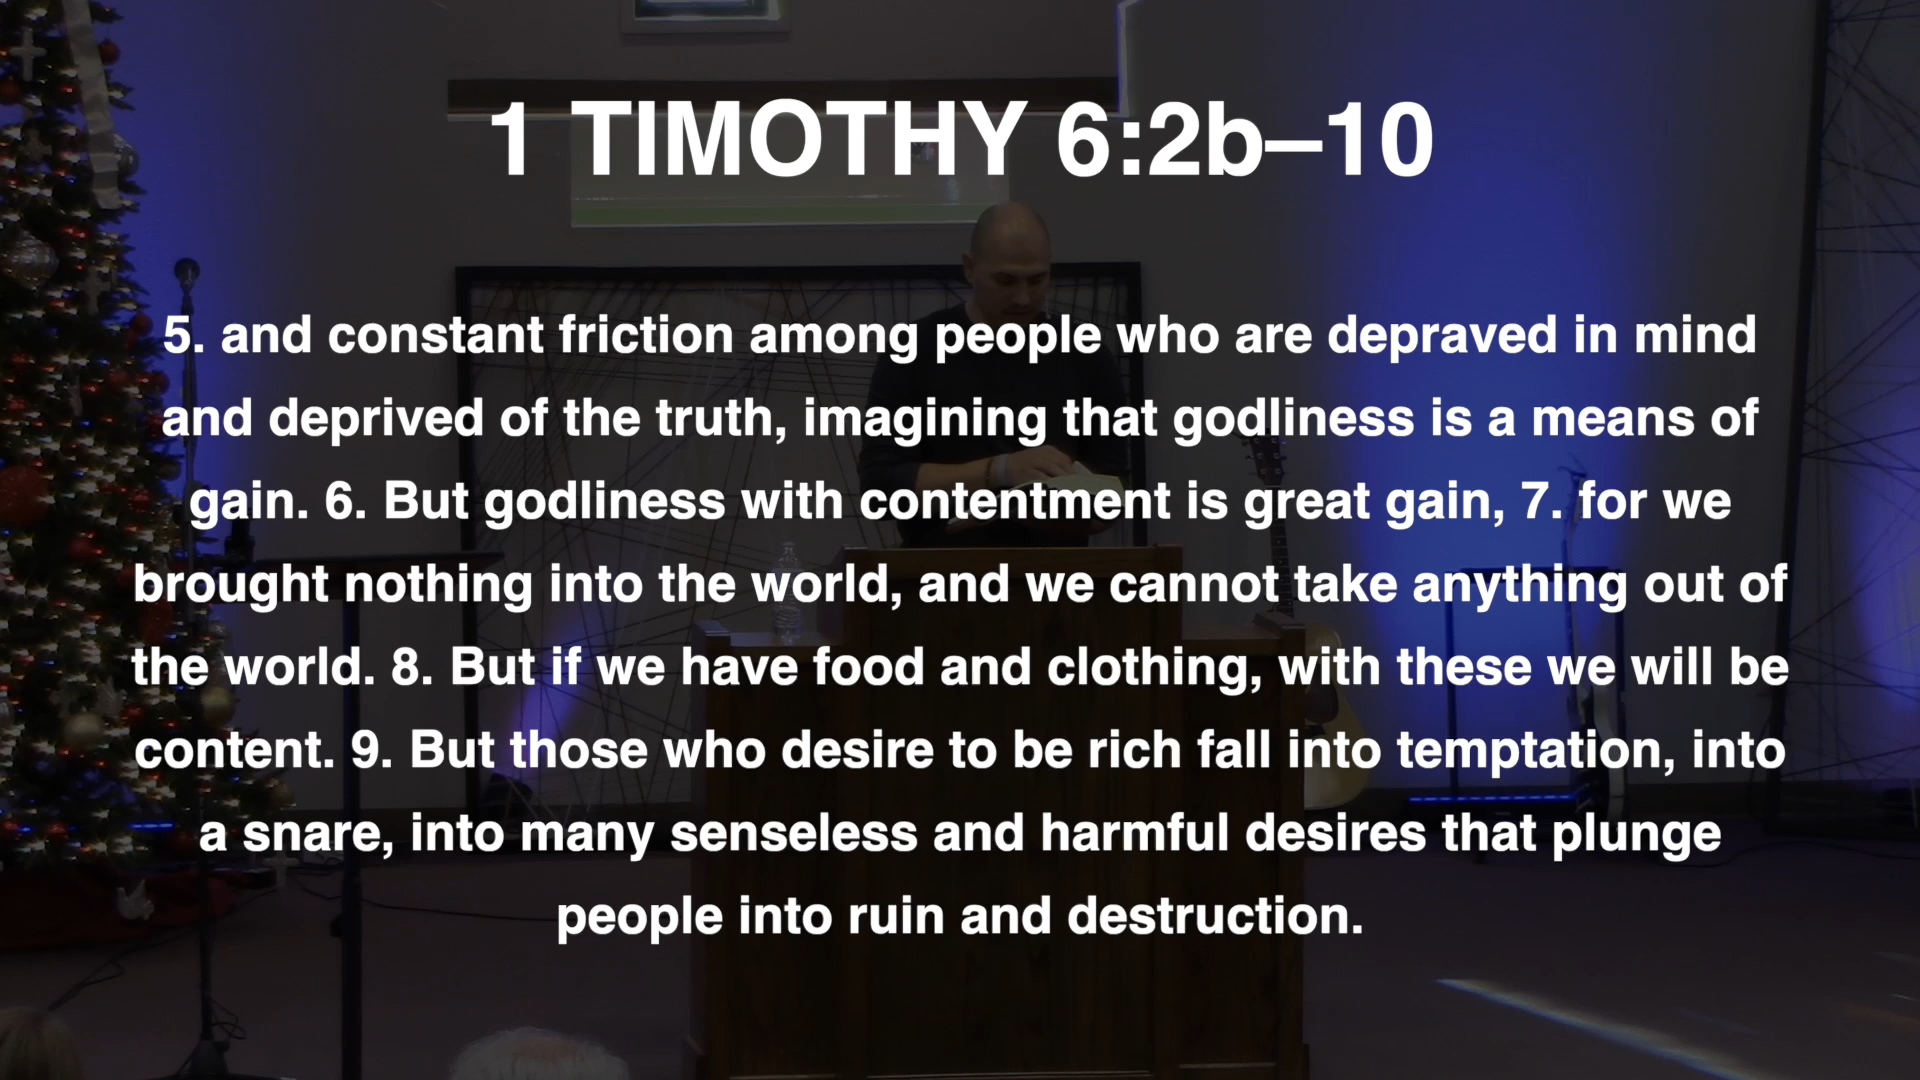 1 TIMOTHY 6:2b–10
5. and constant friction among people who are depraved in mind
and deprived of the truth, imagining that godliness is a means of
gain. 6. But godliness with contentment is great gain, 7. for we
brought nothing into the world, and we cannot take anything out of
the world. 8. But if we have food and clothing, with these we will be
content. 9. But those who desire to be rich fall into temptation, into
a snare, into many senseless and harmful desires that plunge
people into ruin and destruction.